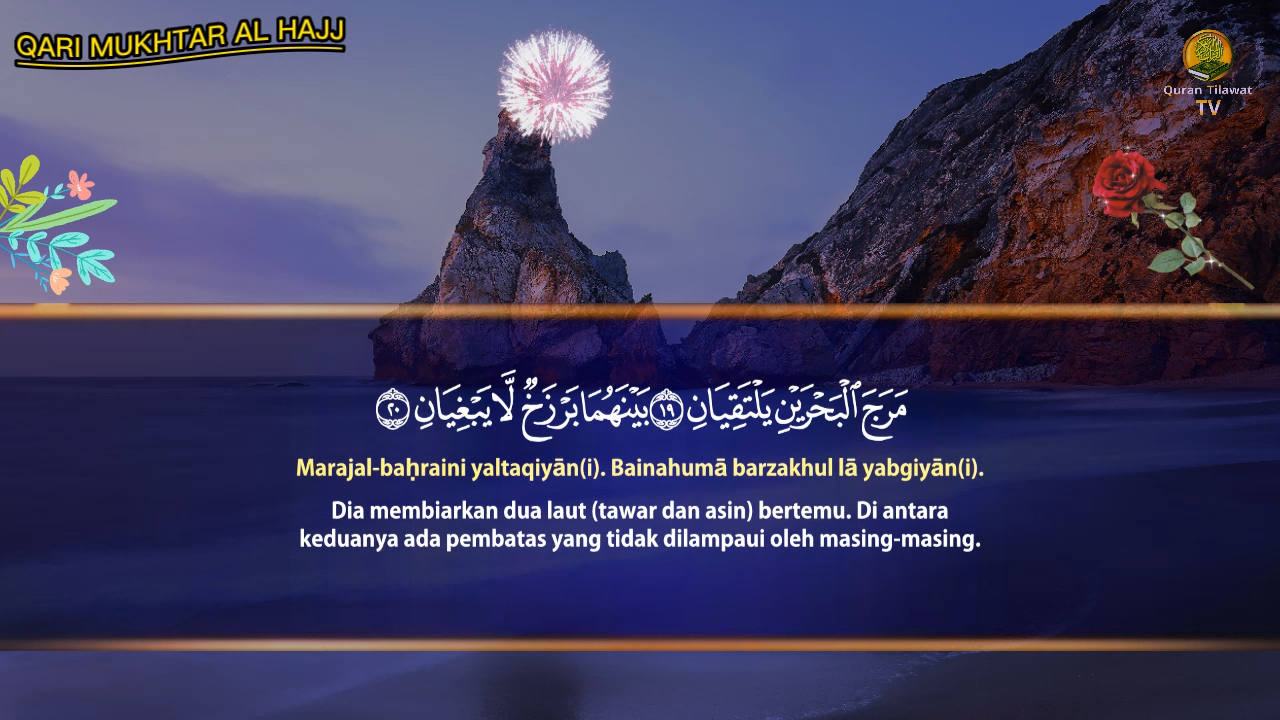 QARI MUKHTAR AL HAJJ
Quran Tilawat
TV
مَرَجَ ٱلْبَحْرَيْنِ يَلْتَقِيَانِ ۝١٩ بَيْنَهُمَا بَرْزَخٌ لَّا يَبْغِيَانِ ۝٢٠
Marajal-baḥraini yaltaqiyān(i). Bainahumā barzakhul lā yabgiyān(i).
Dia membiarkan dua laut (tawar dan asin) bertemu. Di antara
keduanya ada pembatas yang tidak dilampaui oleh masing-masing.